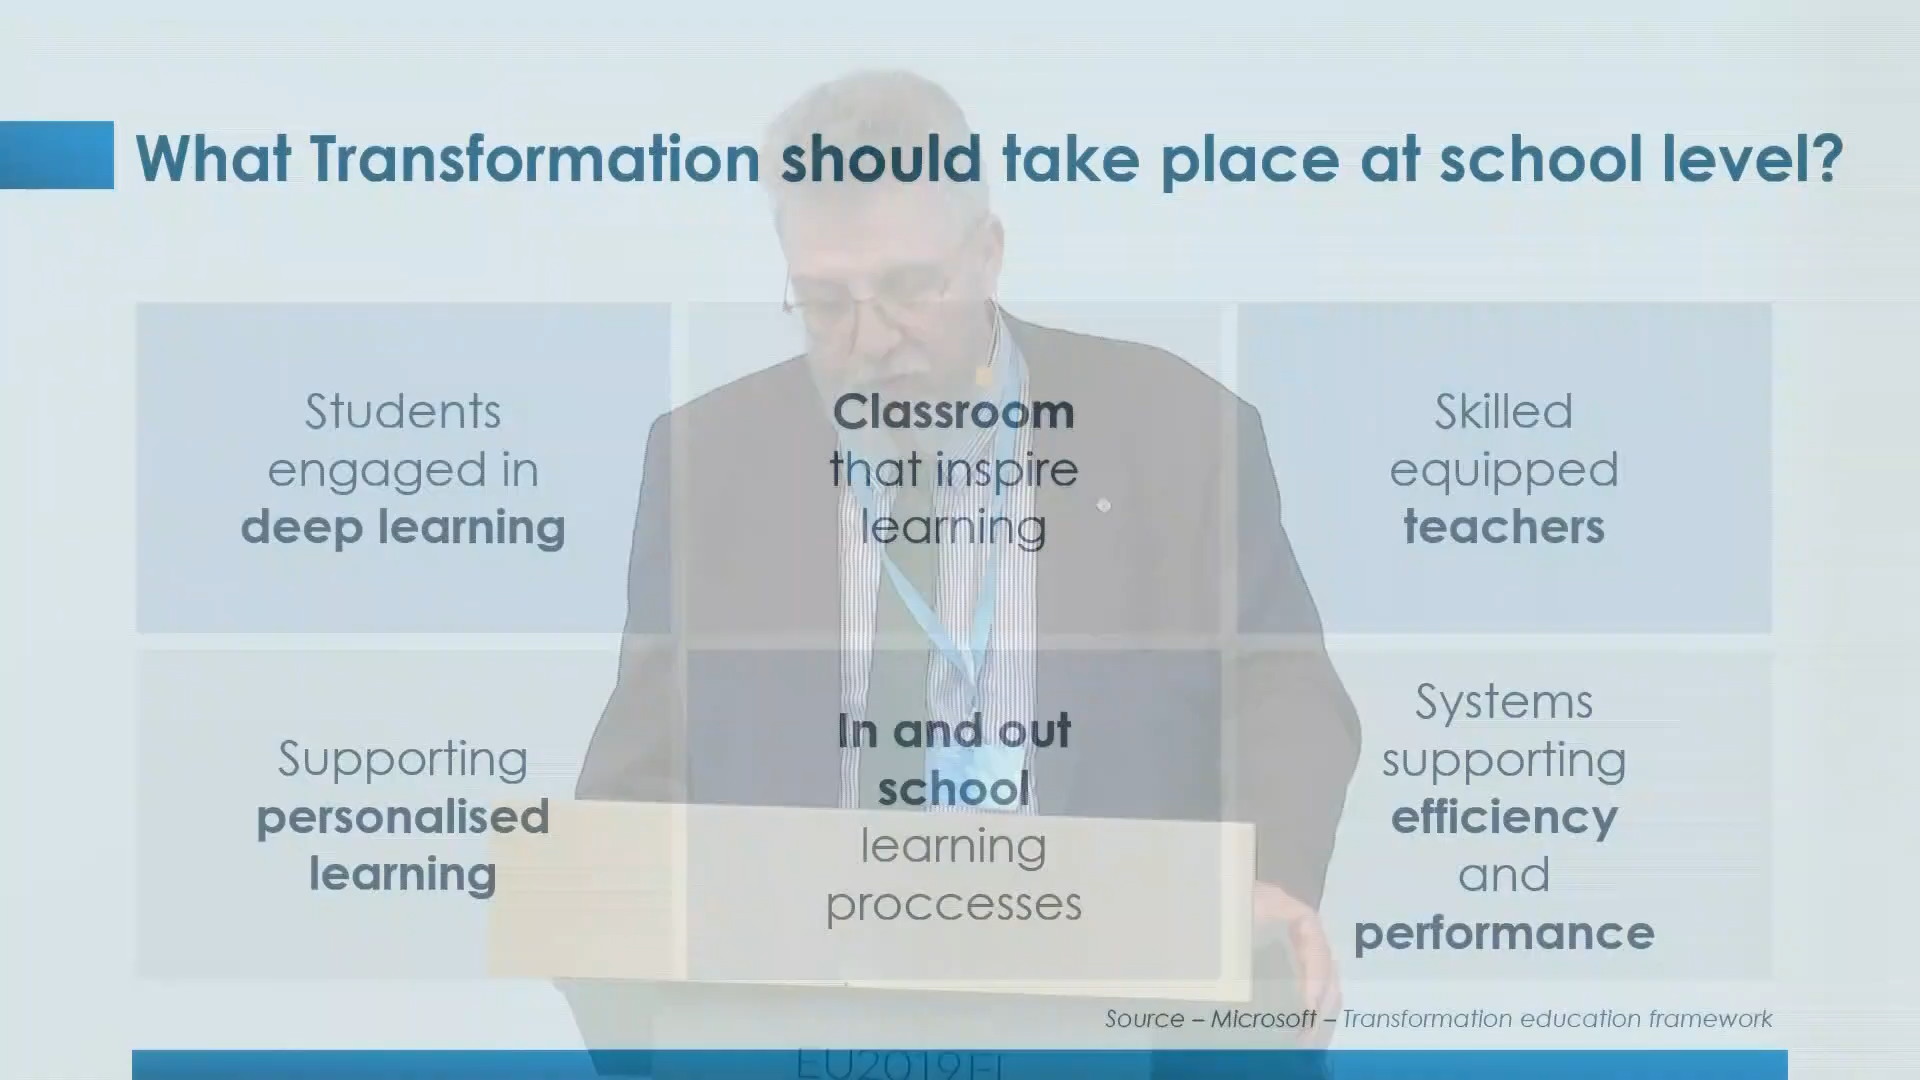 What Transformation should take place at school level?
Students
engaged in
deep learning
Classroom
that inspire
learning
Skilled
equipped
teachers
Supporting
personalised
learning
In and out
school
learning
proccesses
Systems
supporting
efficiency
and
performance
Source – Microsoft – Transformation education framework
EU2019FI